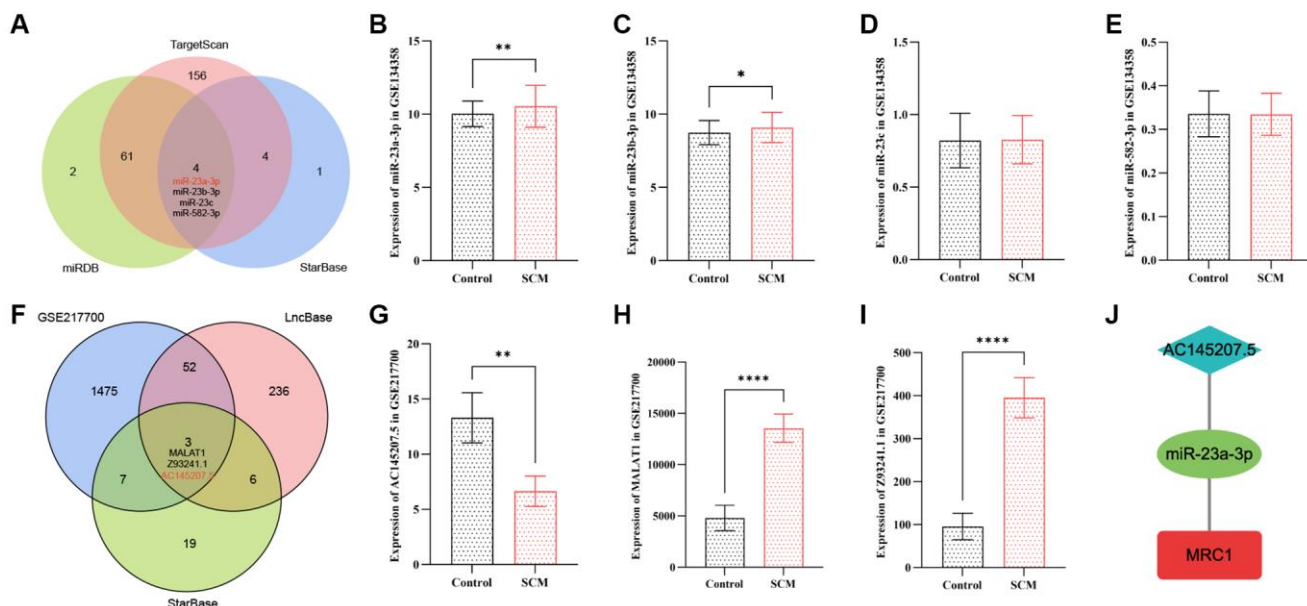 A
TargetScan
156
61
4
2
4
1
miR-23a-3p
miR-23b-3p
miR-23c
miR-582-3p
miRDB
StarBase
B
Expression of miR-23a-3p in GSE134358
15
10
5
0
**
Control
SCM
C
Expression of miR-23b-3p in GSE134358
15
10
5
0
*
Control
SCM
D
Expression of miR-23c in GSE134358
1.5
1.0
0.5
0.0
Control
SCM
E
Expression of miR-582-3p in GSE134358
0.5
0.4
0.3
0.2
0.1
0.0
Control
SCM
F
GSE217700
LncBase
52
1475
236
3
MALAT1
Z93241.1
AC145207.5
7
6
19
StarBase
G
Expression of AC145207.5 in GSE217700
20
15
10
5
0
**
Control
SCM
H
Expression of MALAT1 in GSE217700
20000
15000
10000
5000
0
****
Control
SCM
I
Expression of Z93241.1 in GSE217700
500
400
300
200
100
0
****
Control
SCM
J
AC145207.5
miR-23a-3p
MRC1